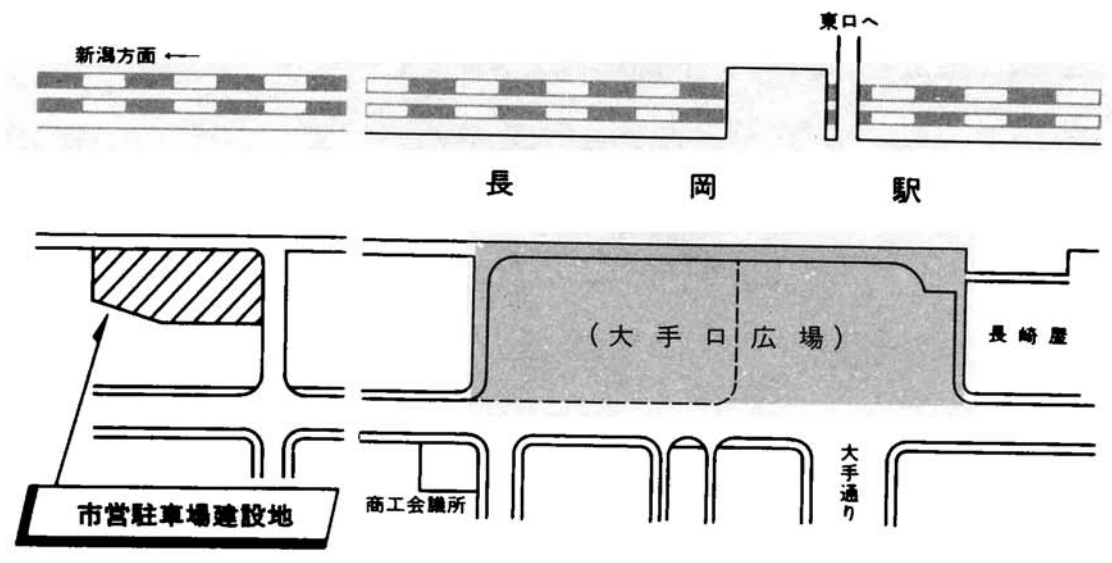 東口へ
新潟方面 ←
長岡駅
(大手口広場)
長崎屋
大手通り
商工会議所
市営駐車場建設地